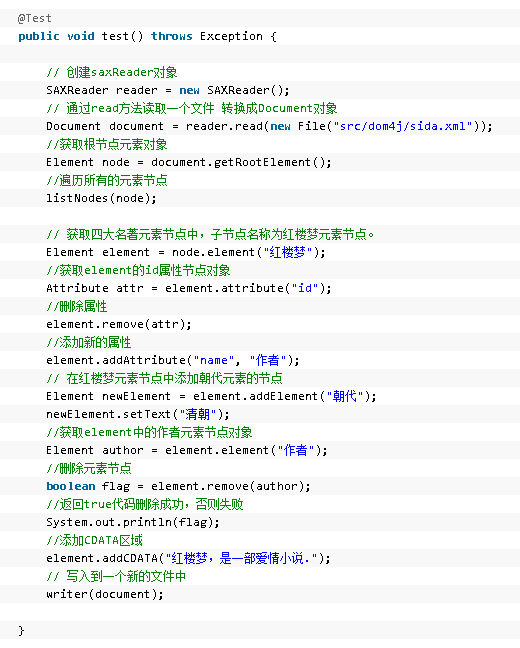 @Test
public void test() throws Exception {
// 创建saxReader对象
SAXReader reader = new SAXReader();
// 通过read方法读取一个文件 转换成Document对象
Document document = reader.read(new File("src/dom4j/sida.xml"));
//获取根节点元素对象
Element node = document.getRootElement();
//遍历所有的元素节点
listNodes(node);
// 获取四大名著元素节点中，子节点名称为红楼梦元素节点。
Element element = node.element("红楼梦");
//获取element的id属性节点对象
Attribute attr = element.attribute("id");
//删除属性
element.remove(attr);
//添加新的属性
element.addAttribute("name", "作者");
// 在红楼梦元素节点中添加朝代元素的节点
Element newElement = element.addElement("朝代");
newElement.setText("清朝");
//获取element中的作者元素节点对象
Element author = element.element("作者");
//删除元素节点
boolean flag = element.remove(author);
//返回true代码删除成功，否则失败
System.out.println(flag);
//添加CDATA区域
element.addCDATA("红楼梦，是一部爱情小说.");
// 写入到一个新的文件中
writer(document);
}